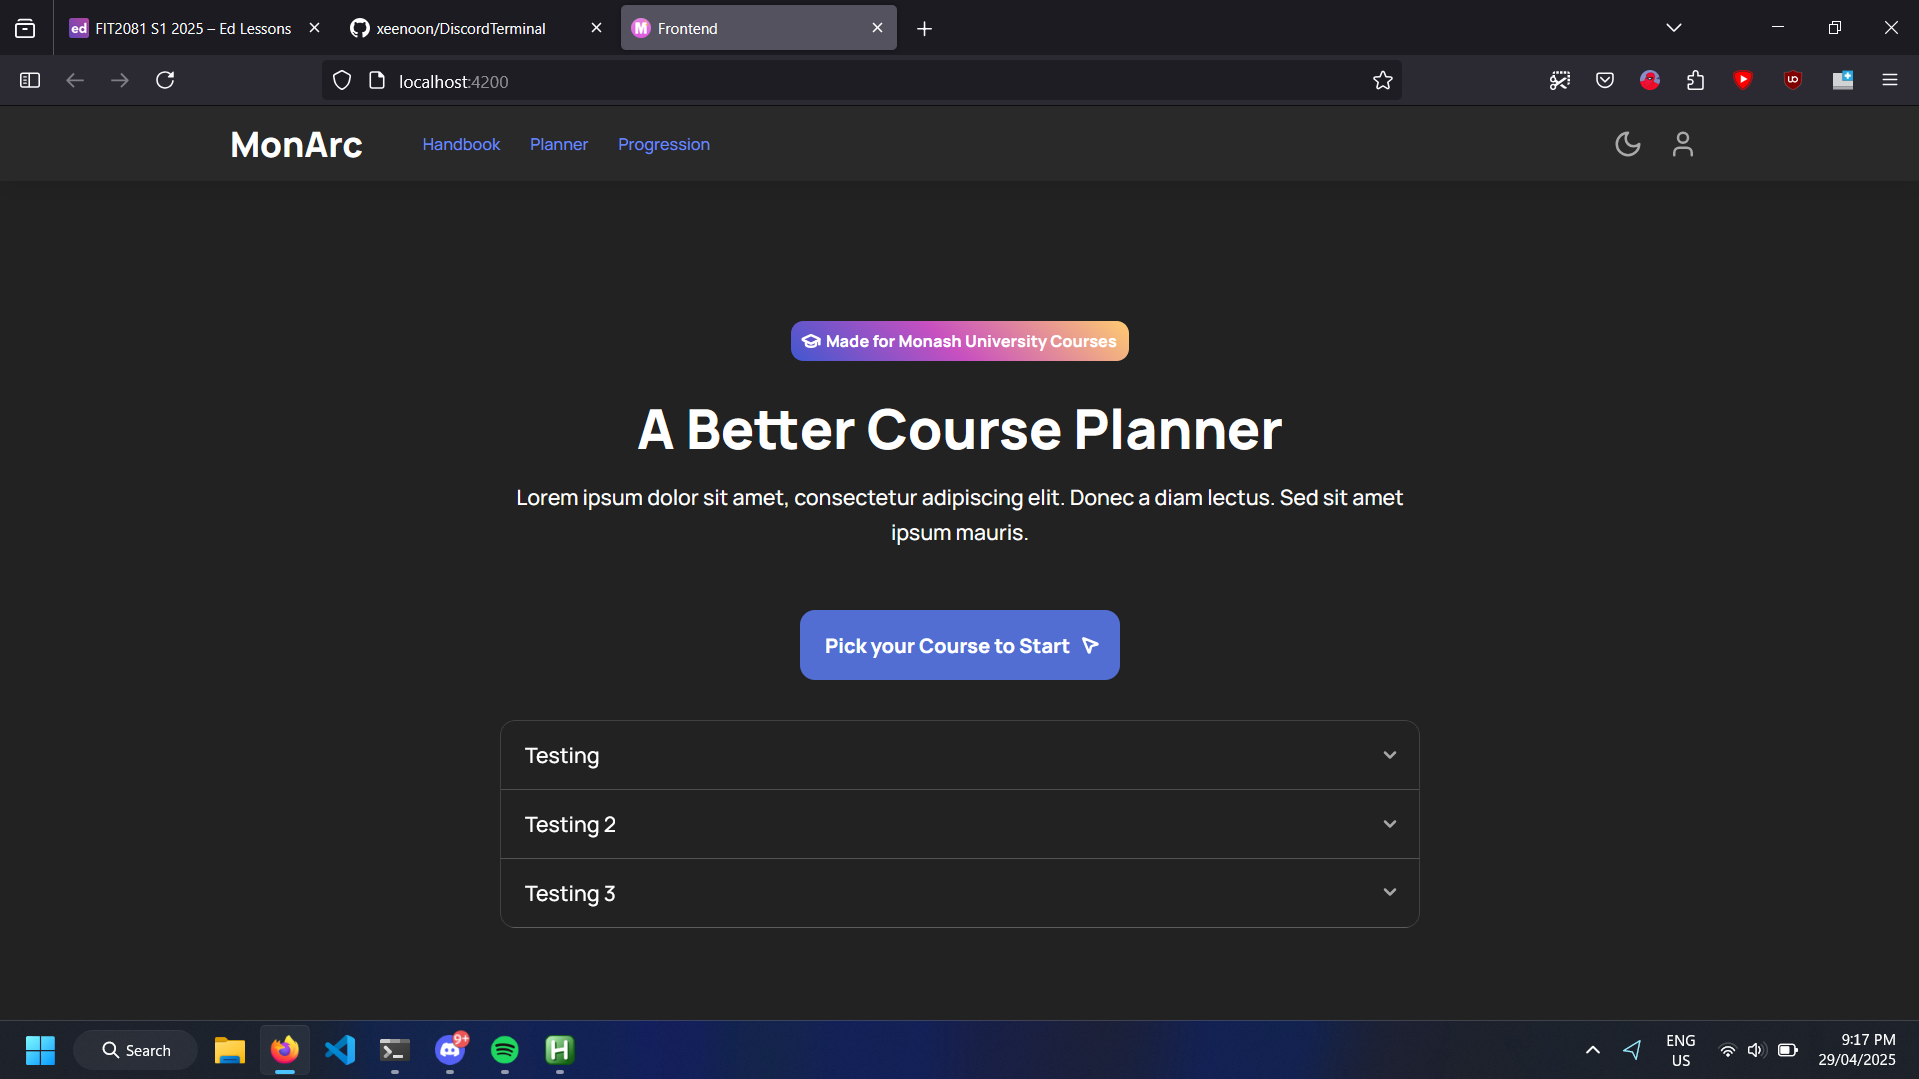 FIT2081 S1 2025 – Ed Lessons
xeenoon/DiscordTerminal
Frontend
localhost:4200
MonArc
Handbook
Planner
Progression
Made for Monash University Courses
A Better Course Planner
Lorem ipsum dolor sit amet, consectetur adipiscing elit. Donec a diam lectus. Sed sit amet
ipsum mauris.
Pick your Course to Start
Testing
Testing 2
Testing 3
Search
9+
ENG
US
9:17 PM
29/04/2025